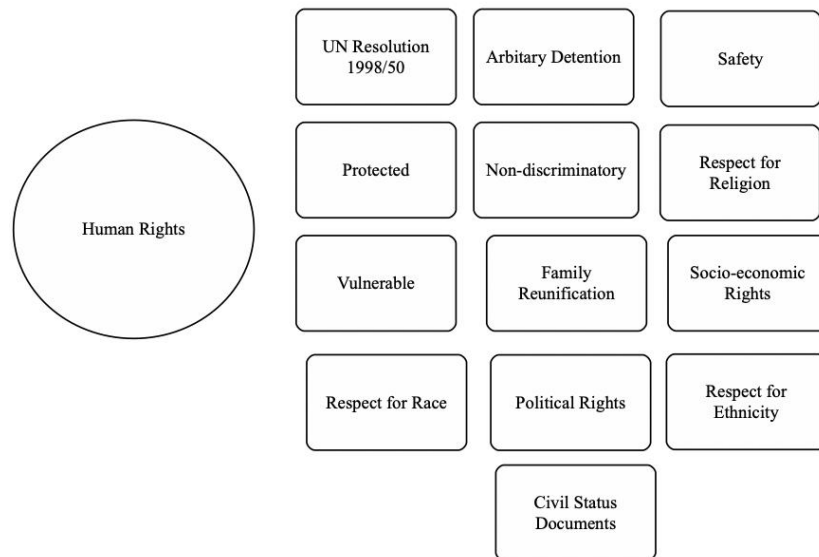 UN Resolution
1998/50
Arbitary Detention
Safety
Protected
Non-discriminatory
Respect for
Religion
Human Rights
Vulnerable
Family
Reunification
Socio-economic
Rights
Respect for Race
Political Rights
Respect for
Ethnicity
Civil Status
Documents